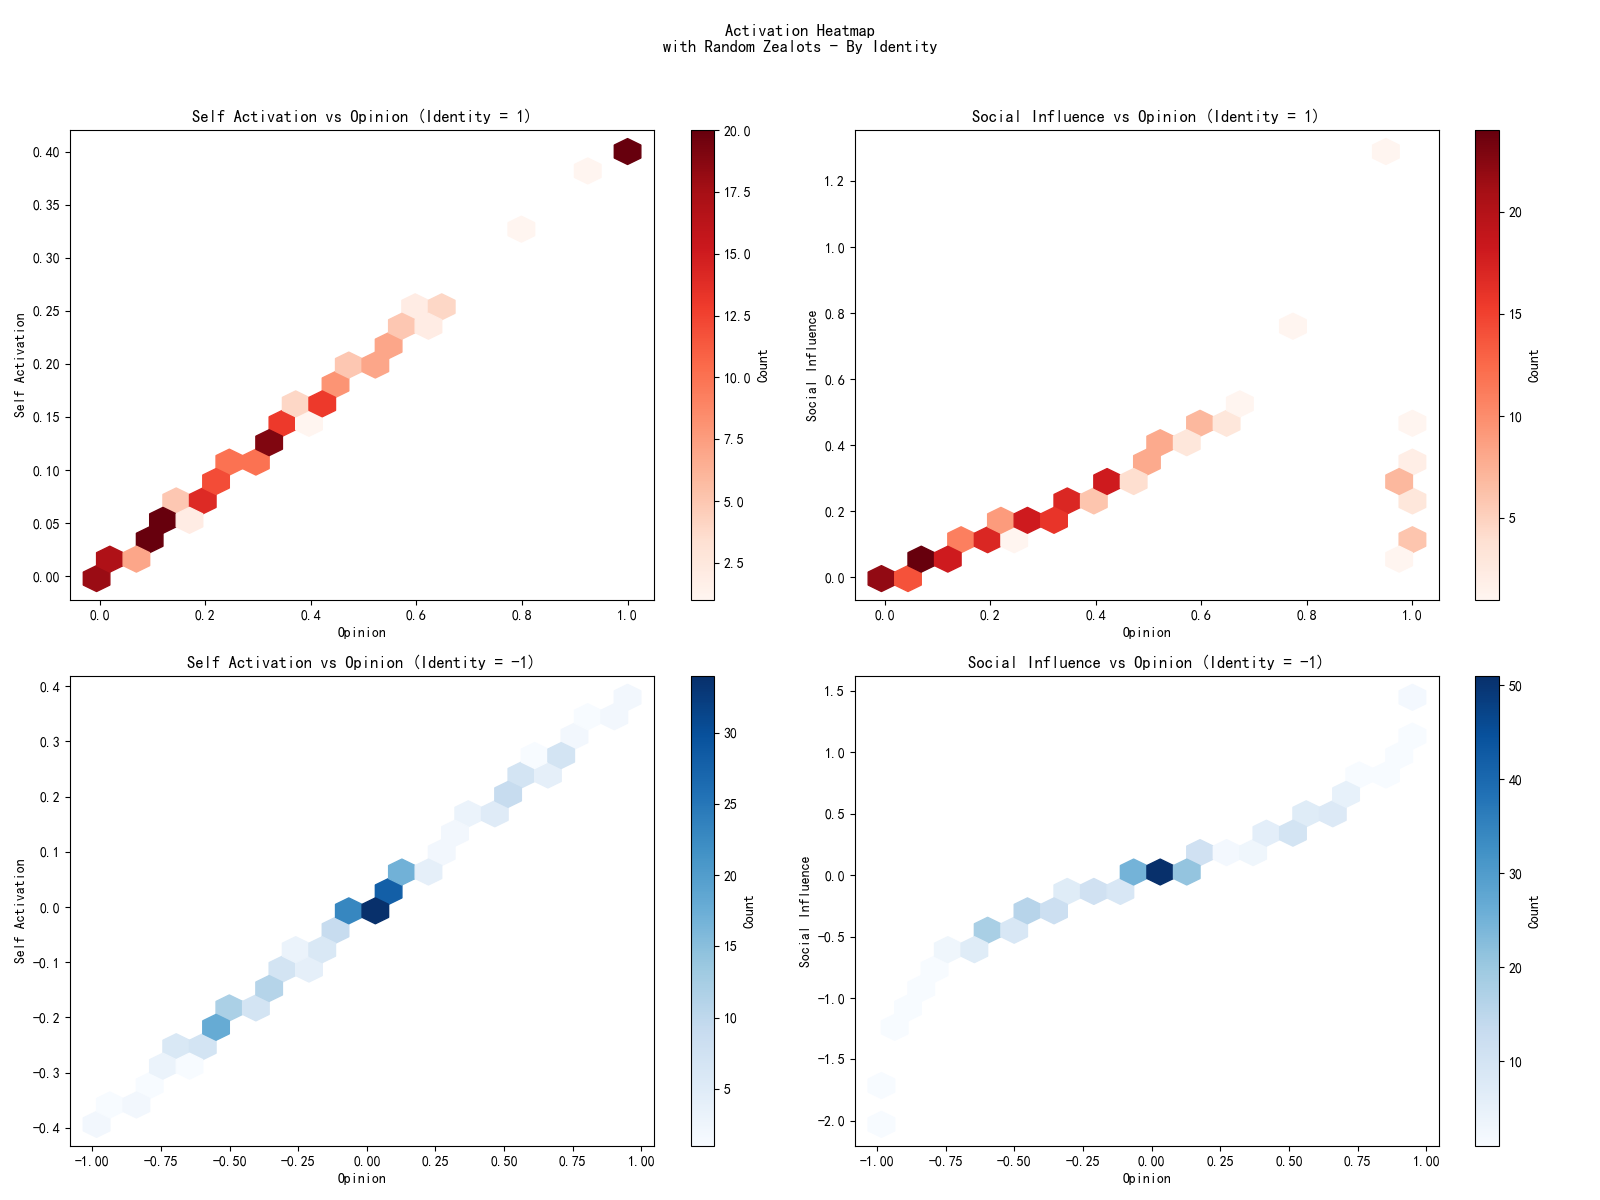 Activation Heatmap
with Random Zealots - By Identity
Self Activation vs Opinion (Identity = 1)
0.40
0.35
0.30
0.25
0.20
0.15
0.10
0.05
0.00
Self Activation
0.0 0.2 0.4 0.6 0.8 1.0
Opinion
20.0
17.5
15.0
12.5
10.0
7.5
5.0
2.5
Count
Social Influence vs Opinion (Identity = 1)
1.2
1.0
0.8
0.6
0.4
0.2
0.0
Social Influence
0.0 0.2 0.4 0.6 0.8 1.0
Opinion
20
15
10
5
Count
Self Activation vs Opinion (Identity = -1)
0.4
0.3
0.2
0.1
0.0
-0.1
-0.2
-0.3
-0.4
Self Activation
-1.00 -0.75 -0.50 -0.25 0.00 0.25 0.50 0.75 1.00
Opinion
30
25
20
15
10
5
Count
Social Influence vs Opinion (Identity = -1)
1.5
1.0
0.5
0.0
-0.5
-1.0
-1.5
-2.0
Social Influence
-1.00 -0.75 -0.50 -0.25 0.00 0.25 0.50 0.75 1.00
Opinion
50
40
30
20
10
Count